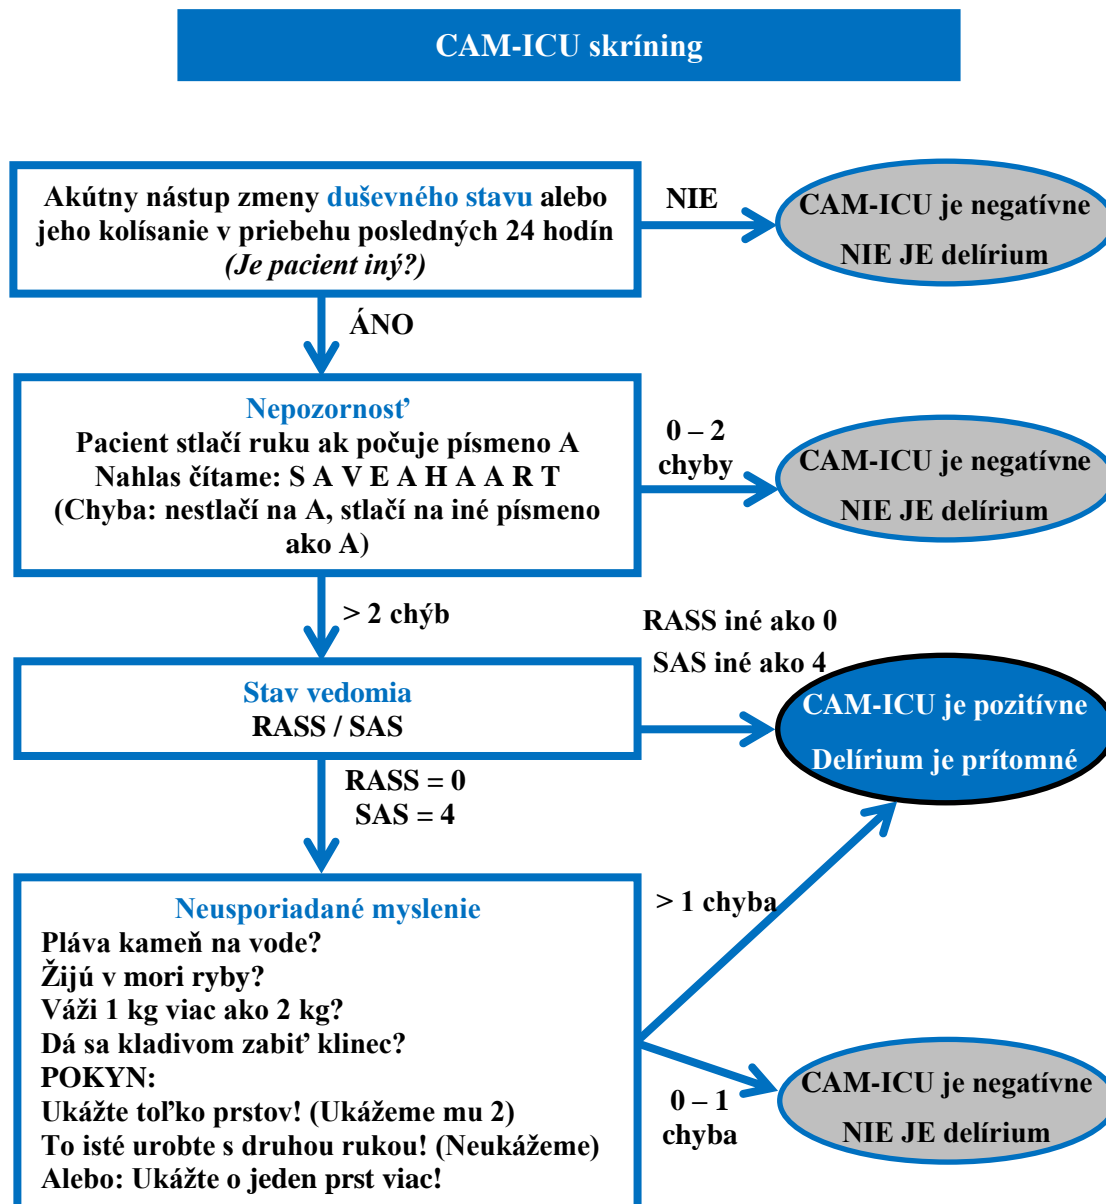 CAM-ICU skríning
Akútny nástup zmeny duševného stavu alebo
jeho kolísanie v priebehu posledných 24 hodín
(Je pacient iný?)
NIE
CAM-ICU je negatívne
NIE JE delírium
ÁNO
Nepozornosť
Pacient stlačí ruku ak počuje písmeno A
Nahlas čítame: S A V E A H A A R T
(Chyba: nestlačí na A, stlačí na iné písmeno
ako A)
0 – 2
chyby
CAM-ICU je negatívne
NIE JE delírium
> 2 chýb
RASS iné ako 0
SAS iné ako 4
Stav vedomia
RASS / SAS
CAM-ICU je pozitívne
Delírium je prítomné
RASS = 0
SAS = 4
Neusporiadané myslenie
Pláva kameň na vode?
Žijú v mori ryby?
Váži 1 kg viac ako 2 kg?
Dá sa kladivom zabiť klinec?
POKYN:
Ukážte toľko prstov! (Ukážeme mu 2)
To isté urobte s druhou rukou! (Neukážeme)
Alebo: Ukážte o jeden prst viac!
> 1 chyba
0 – 1
chyba
CAM-ICU je negatívne
NIE JE delírium